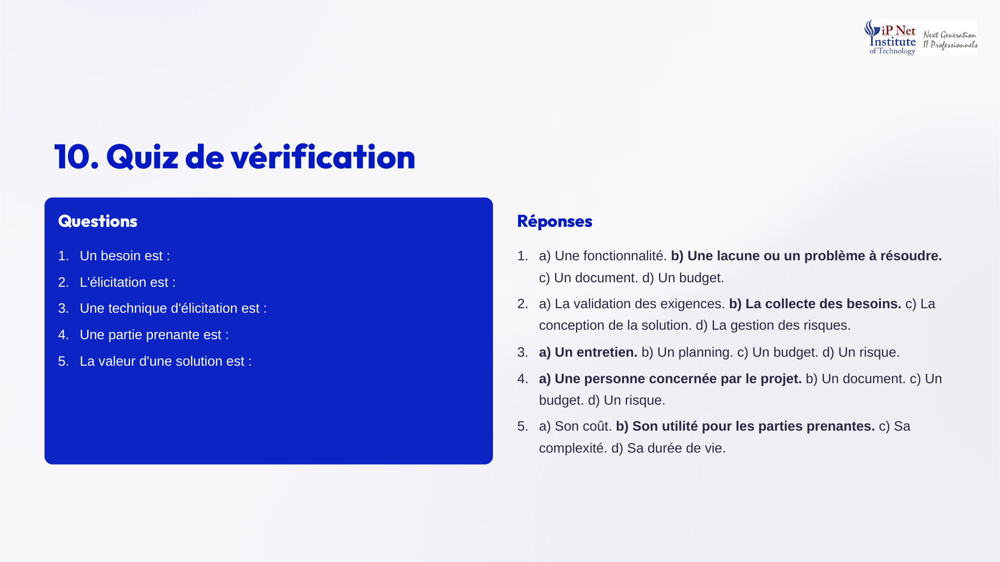 iP Net
Institute
of Technology
Next Generation
IT Professionnels
10. Quiz de vérification
Questions
1. Un besoin est :
2. L'élicitation est :
3. Une technique d'élicitation est :
4. Une partie prenante est :
5. La valeur d'une solution est :
Réponses
1. a) Une fonctionnalité. b) Une lacune ou un problème à résoudre.
c) Un document. d) Un budget.
2. a) La validation des exigences. b) La collecte des besoins. c) La
conception de la solution. d) La gestion des risques.
3. a) Un entretien. b) Un planning. c) Un budget. d) Un risque.
4. a) Une personne concernée par le projet. b) Un document. c) Un
budget. d) Un risque.
5. a) Son coût. b) Son utilité pour les parties prenantes. c) Sa
complexité. d) Sa durée de vie.